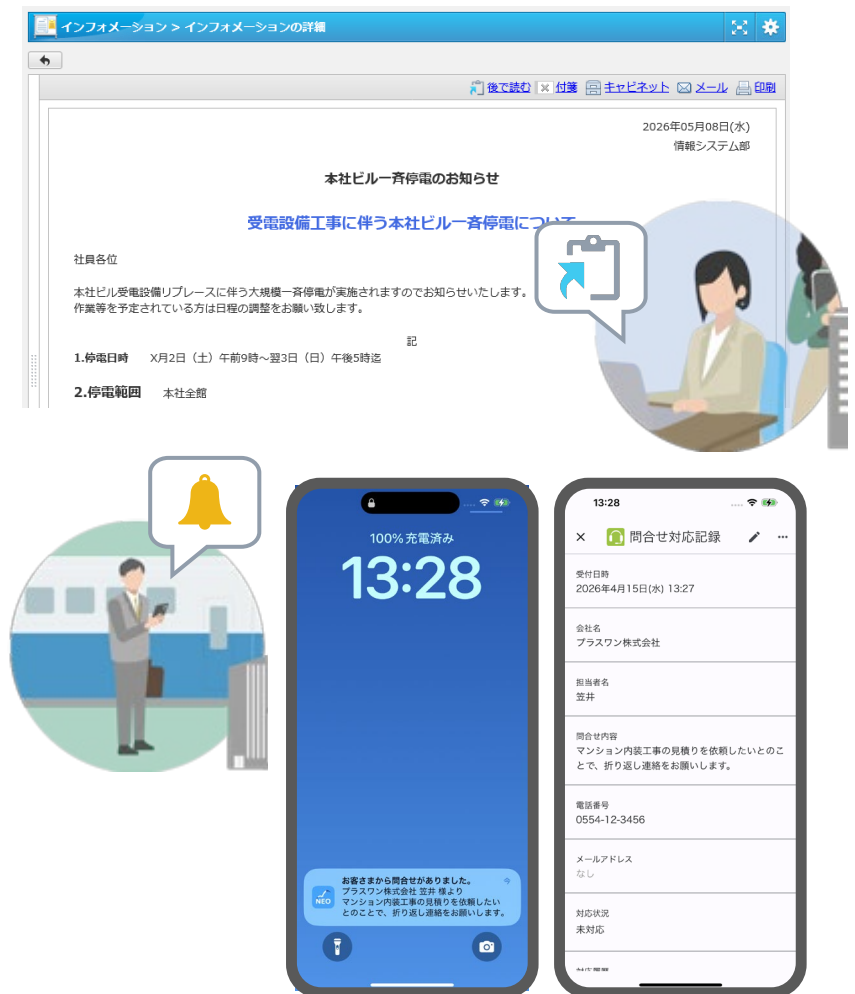 インフォメーション > インフォメーションの詳細
後で読む 付箋 キャビネット メール 印刷
2026年05月08日(水)
情報システム部
本社ビル一斉停電のお知らせ
受電設備工事に伴う本社ビル一斉停電について
社員各位
本社ビル受電設備リプレースに伴う大規模一斉停電が実施されますのでお知らせいたします。
作業等を予定されている方は日程の調整をお願い致します。
記
1.停電日時 X月2日（土）午前9時～翌3日（日）午後5時迄
2.停電範囲 本社全館
100% 充電済み
13:28
お客さまから問合せがありました。 今
プラスワン株式会社 笠井 様より
マンション内装工事の見積りを依頼したい
とのことで、折り返し連絡をお願いします。
NEO
13:28
× 問合せ対応記録 ···
受付日時
2026年4月15日(水) 13:27
会社名
プラスワン株式会社
担当者名
笠井
問合せ内容
マンション内装工事の見積りを依頼したいとのこ
とで、折り返し連絡をお願いします。
電話番号
0554-12-3456
メールアドレス
なし
対応状況
未対応